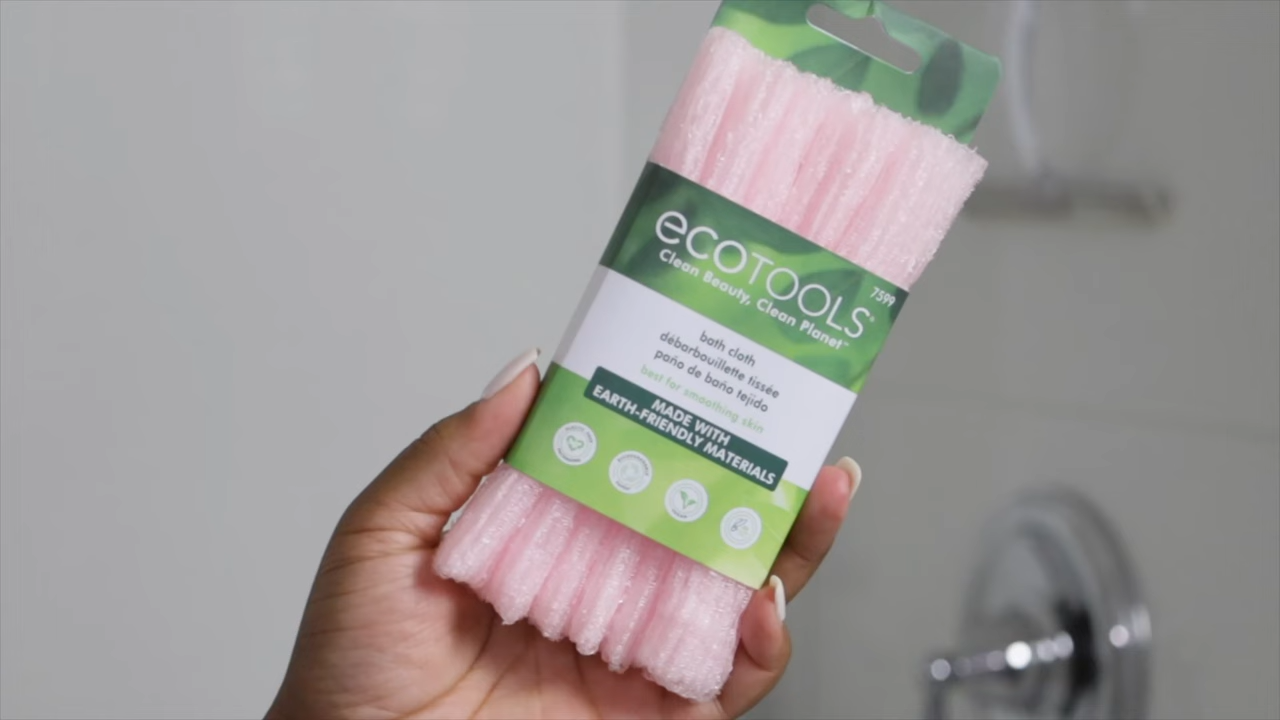 ecoTOOLS®
Clean Beauty, Clean Planet™
7599
bath cloth
débarbouillette tissée
paño de baño tejido
best for smoothing skin
MADE WITH
EARTH-FRIENDLY MATERIALS